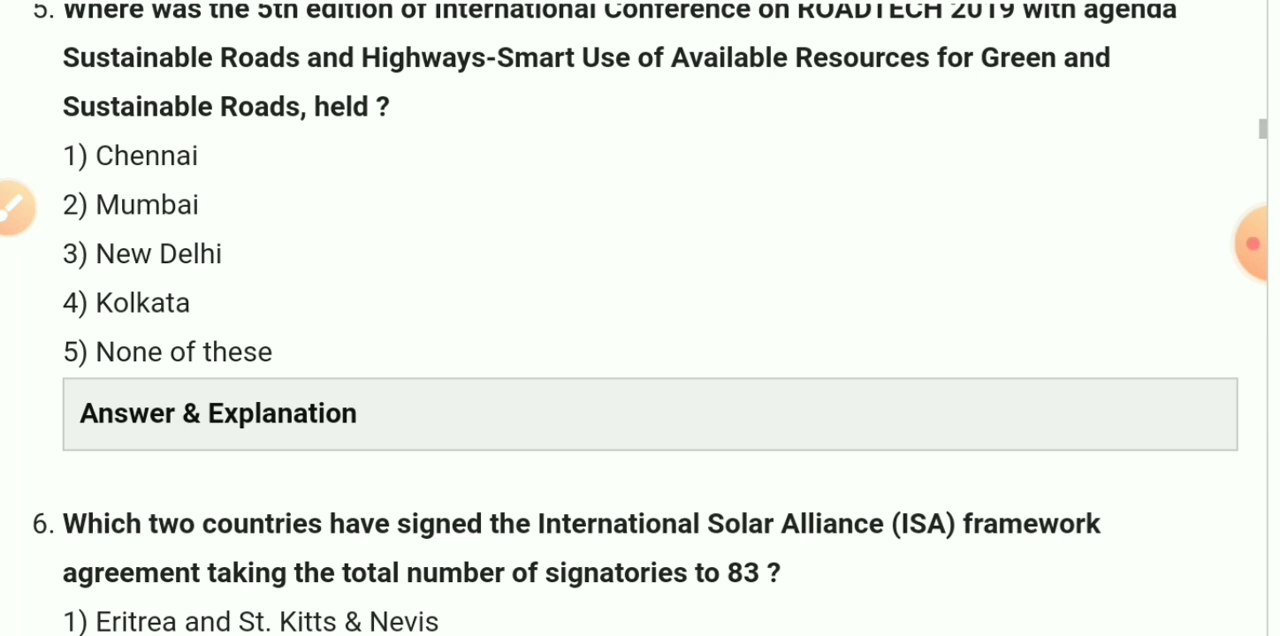 5. Where was the 5th edition of International Conference on ROADTECH 2019 with agenda
Sustainable Roads and Highways-Smart Use of Available Resources for Green and
Sustainable Roads, held ?
1) Chennai
2) Mumbai
3) New Delhi
4) Kolkata
5) None of these
Answer & Explanation
6. Which two countries have signed the International Solar Alliance (ISA) framework
agreement taking the total number of signatories to 83 ?
1) Eritrea and St. Kitts & Nevis